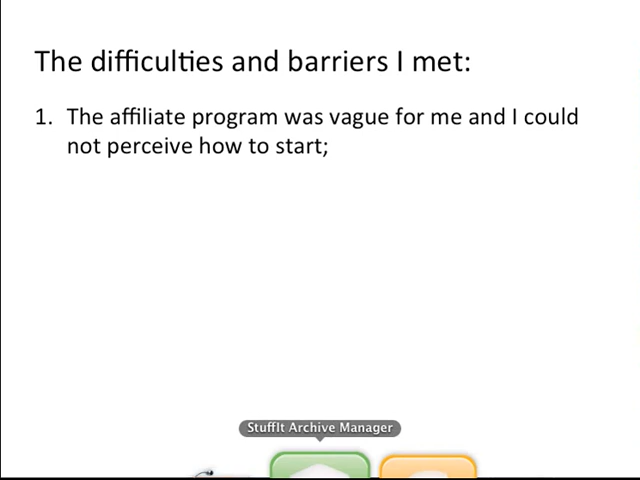 The difficulties and barriers I met:
1. The affiliate program was vague for me and I could
not perceive how to start;
StuffIt Archive Manager